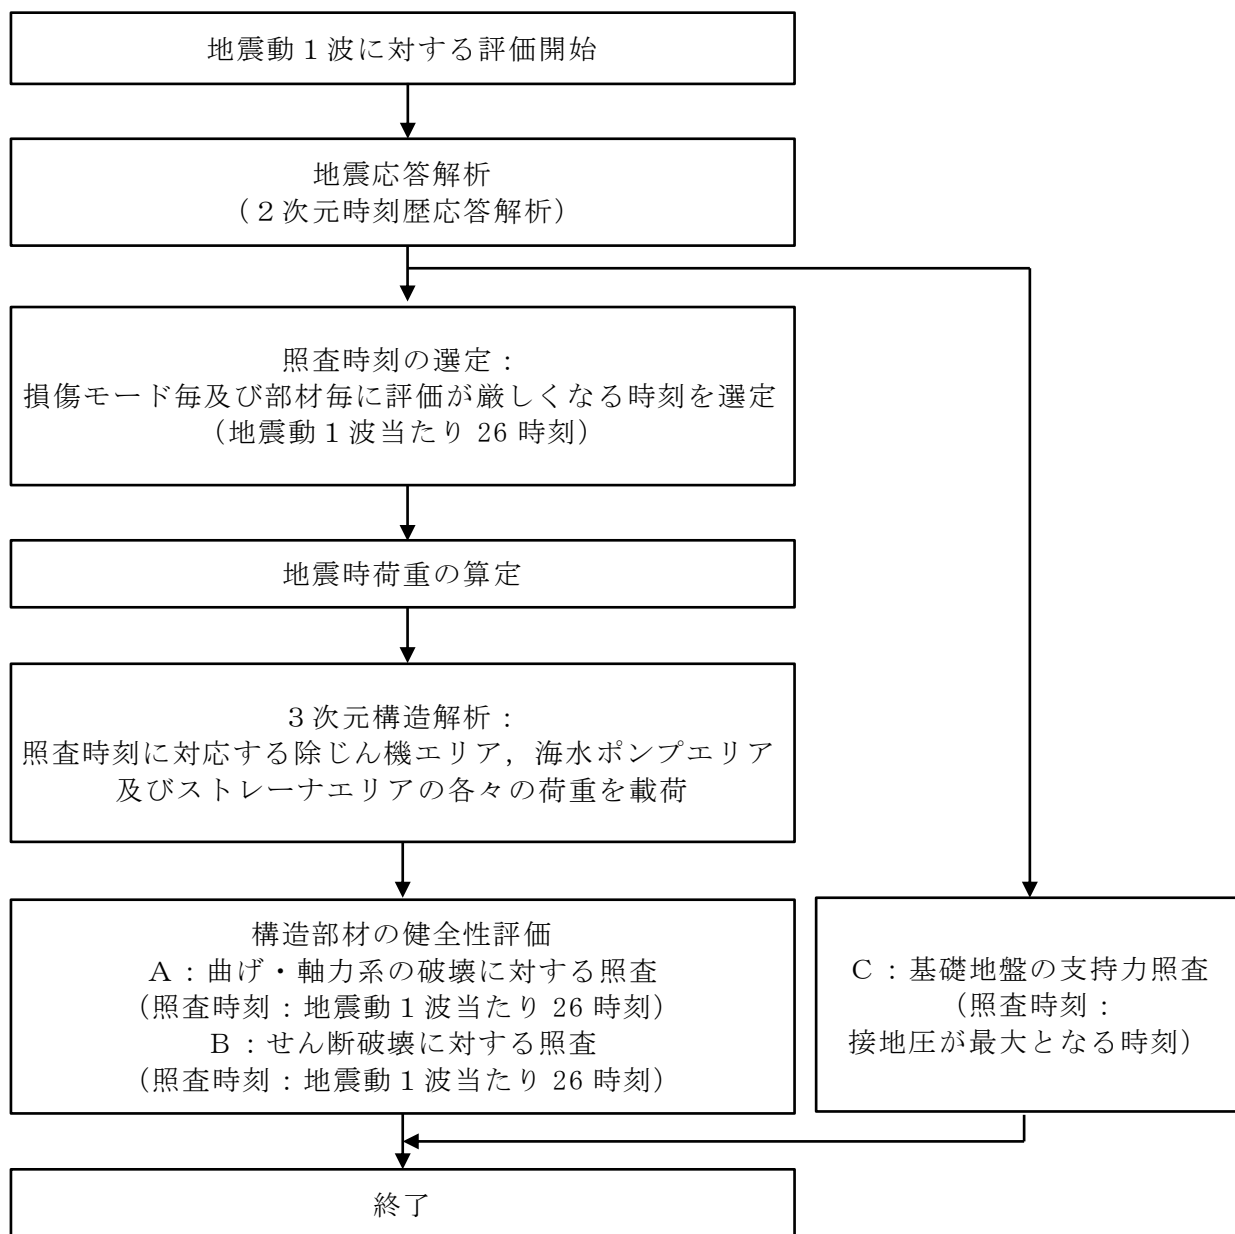 地震動１波に対する評価開始
地震応答解析
（２次元時刻歴応答解析）
照査時刻の選定：
損傷モード毎及び部材毎に評価が厳しくなる時刻を選定
（地震動１波当たり 26 時刻）
地震時荷重の算定
３次元構造解析：
照査時刻に対応する除じん機エリア，海水ポンプエリア
及びストレーナエリアの各々の荷重を載荷
構造部材の健全性評価
Ａ：曲げ・軸力系の破壊に対する照査
（照査時刻：地震動１波当たり 26 時刻）
Ｂ：せん断破壊に対する照査
（照査時刻：地震動１波当たり 26 時刻）
Ｃ：基礎地盤の支持力照査
（照査時刻：
接地圧が最大となる時刻）
終了